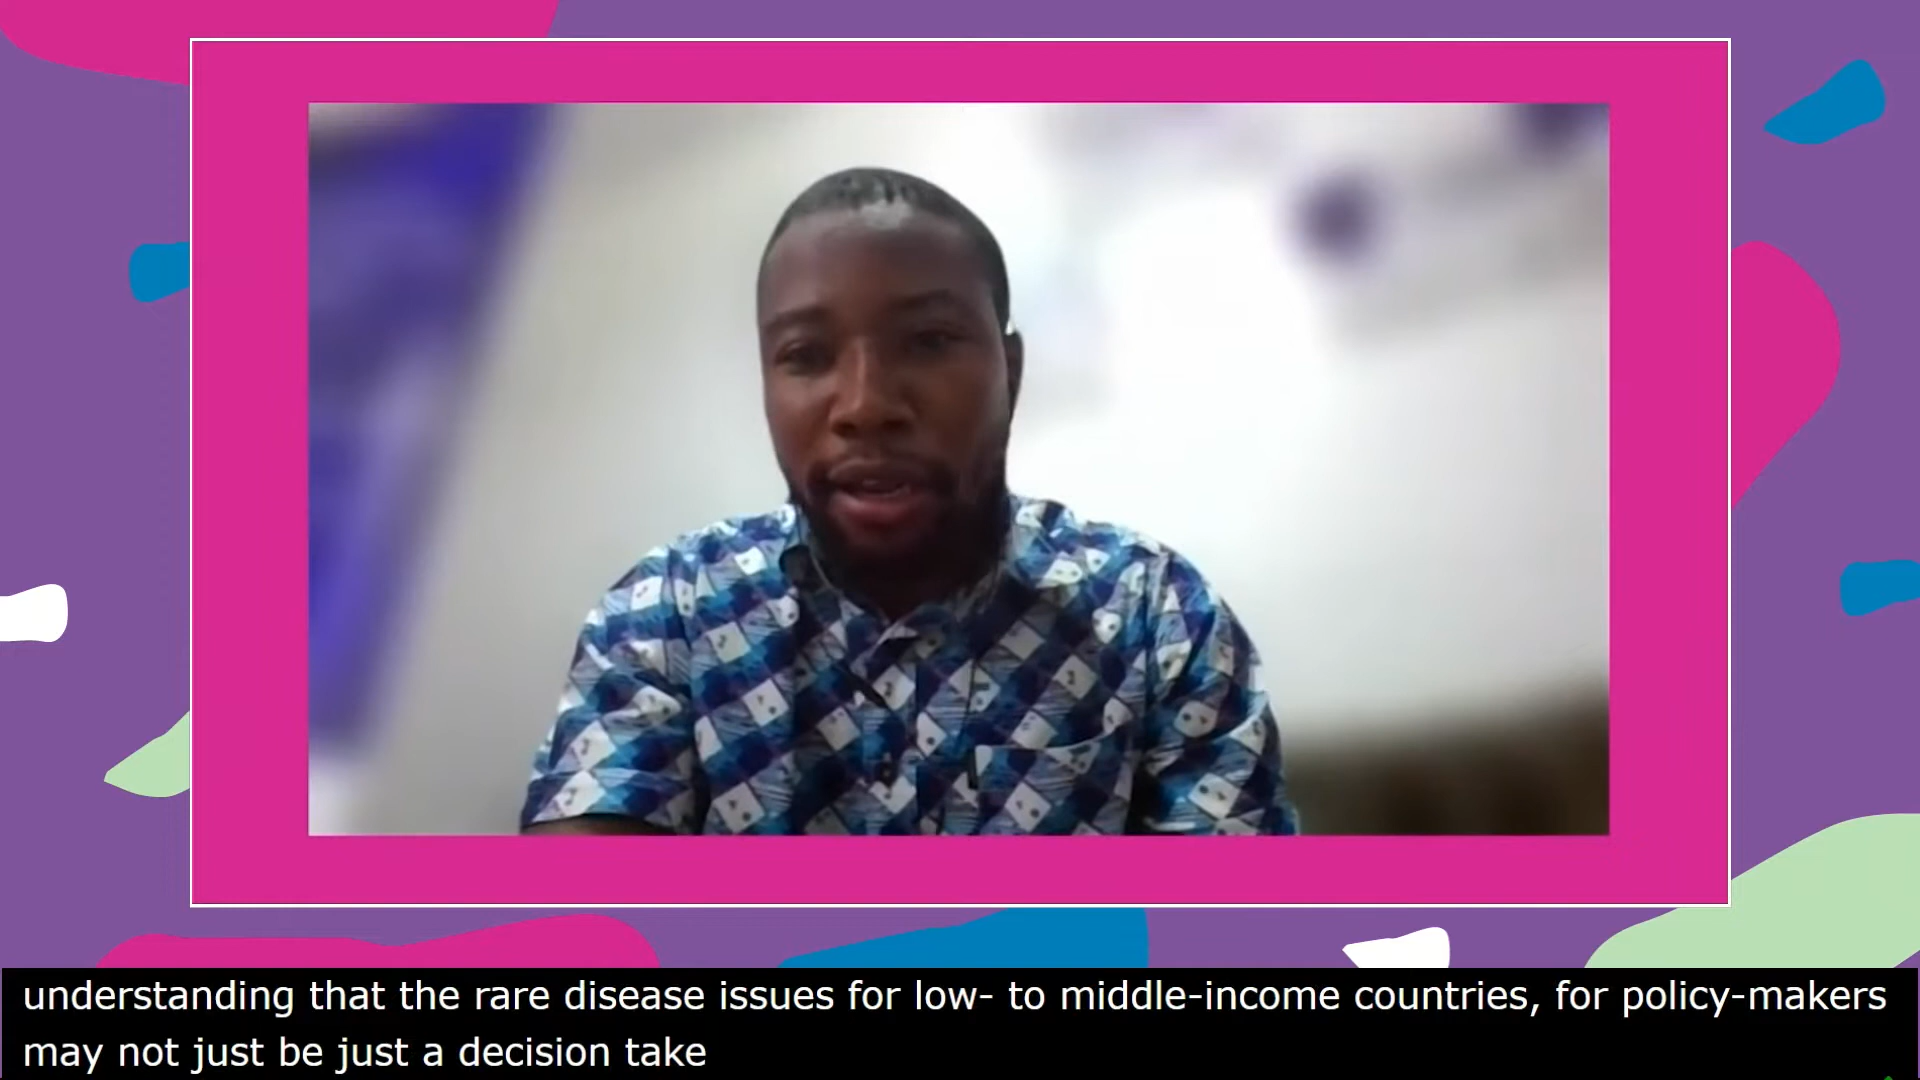 understanding that the rare disease issues for low- to middle-income countries, for policy-makers
may not just be just a decision take